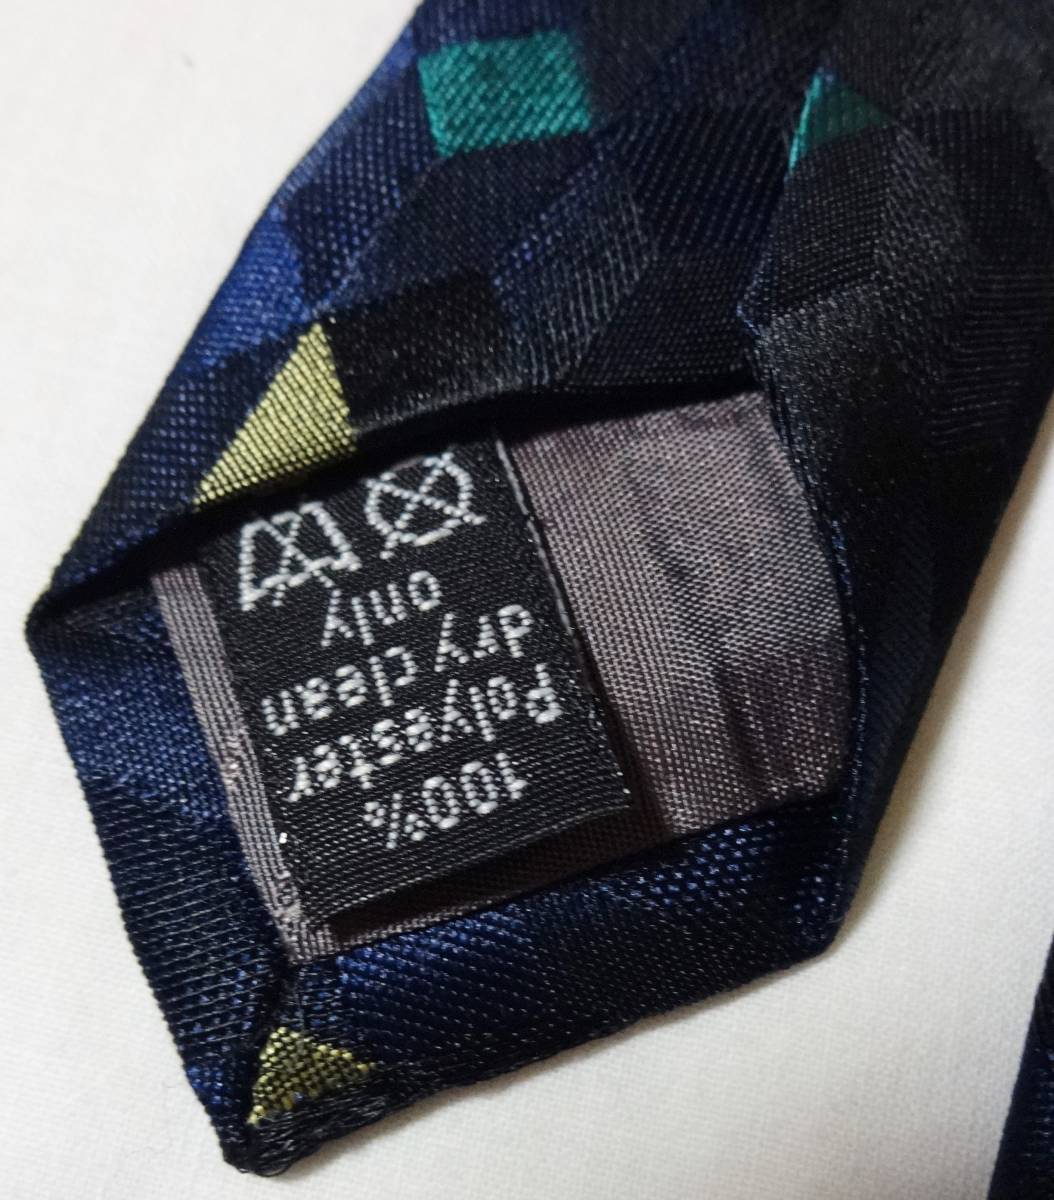 100%
Polyester
dry clean
only